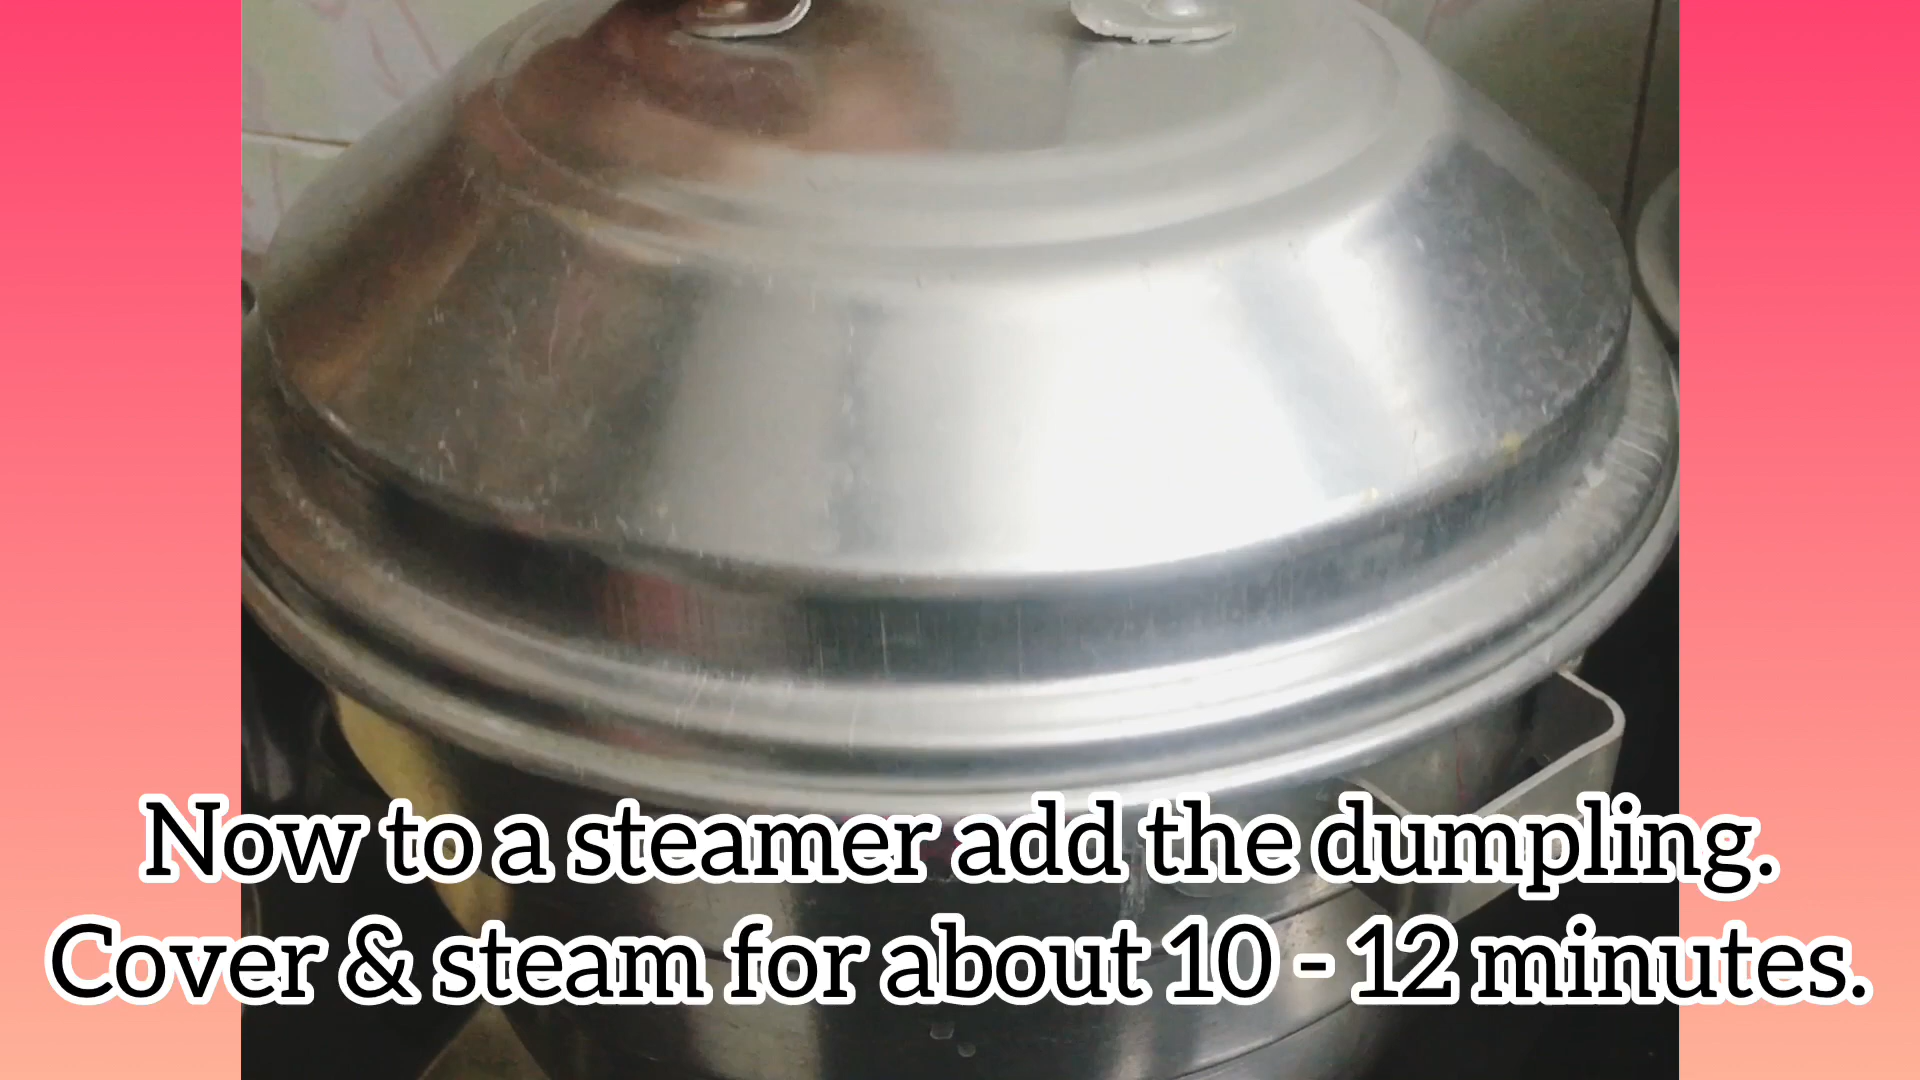 Now to a steamer add the dumpling.
Cover & steam for about 10 - 12 minutes.